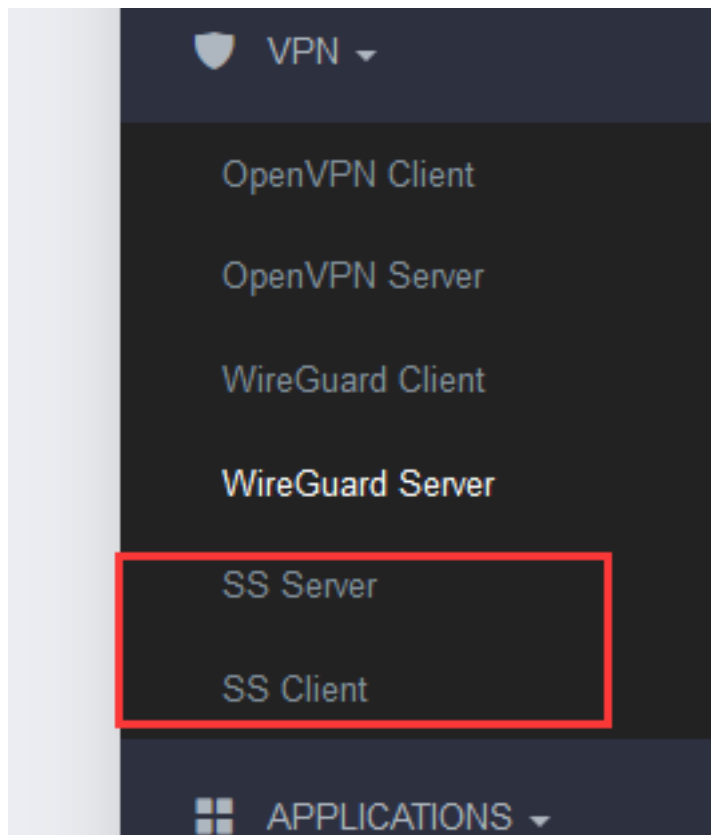 VPN
OpenVPN Client
OpenVPN Server
WireGuard Client
WireGuard Server
SS Server
SS Client
APPLICATIONS